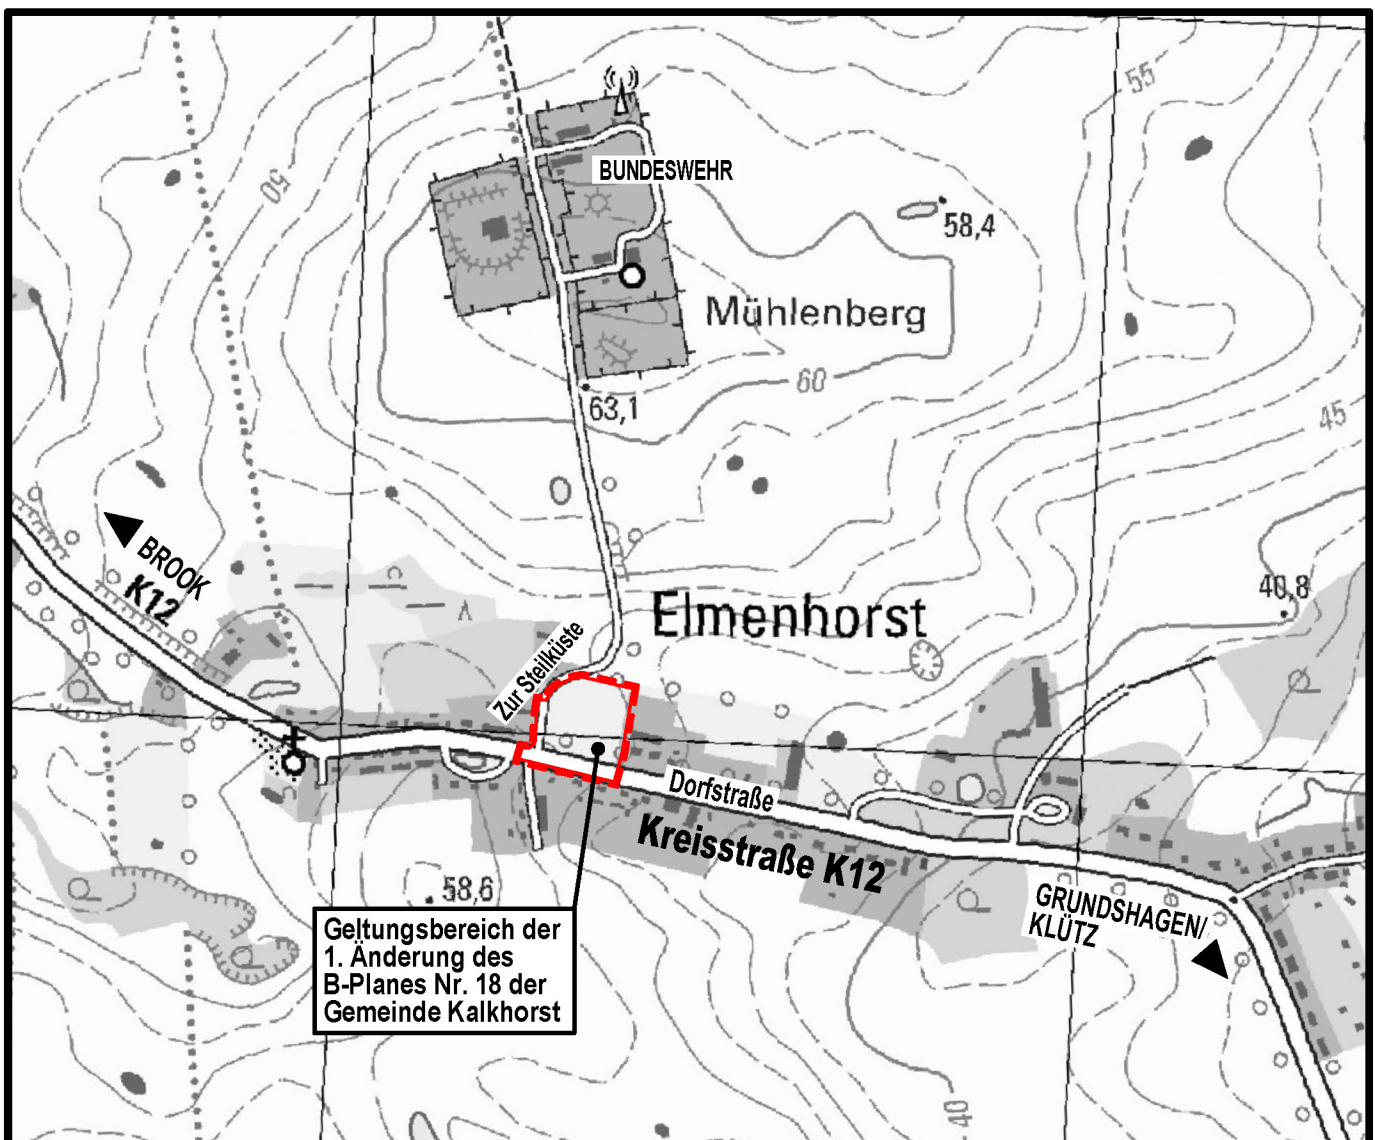 55
50
BUNDESWEHR
58,4
Mühlenberg
60
63,1
45
BROOK
K12
40,8
Elmenhorst
Zur Steilküste
Dorfstraße
Kreisstraße K12
58,6
GRUNDSHAGEN/
KLÜTZ
Geltungsbereich der
1. Änderung des
B-Planes Nr. 18 der
Gemeinde Kalkhorst
40